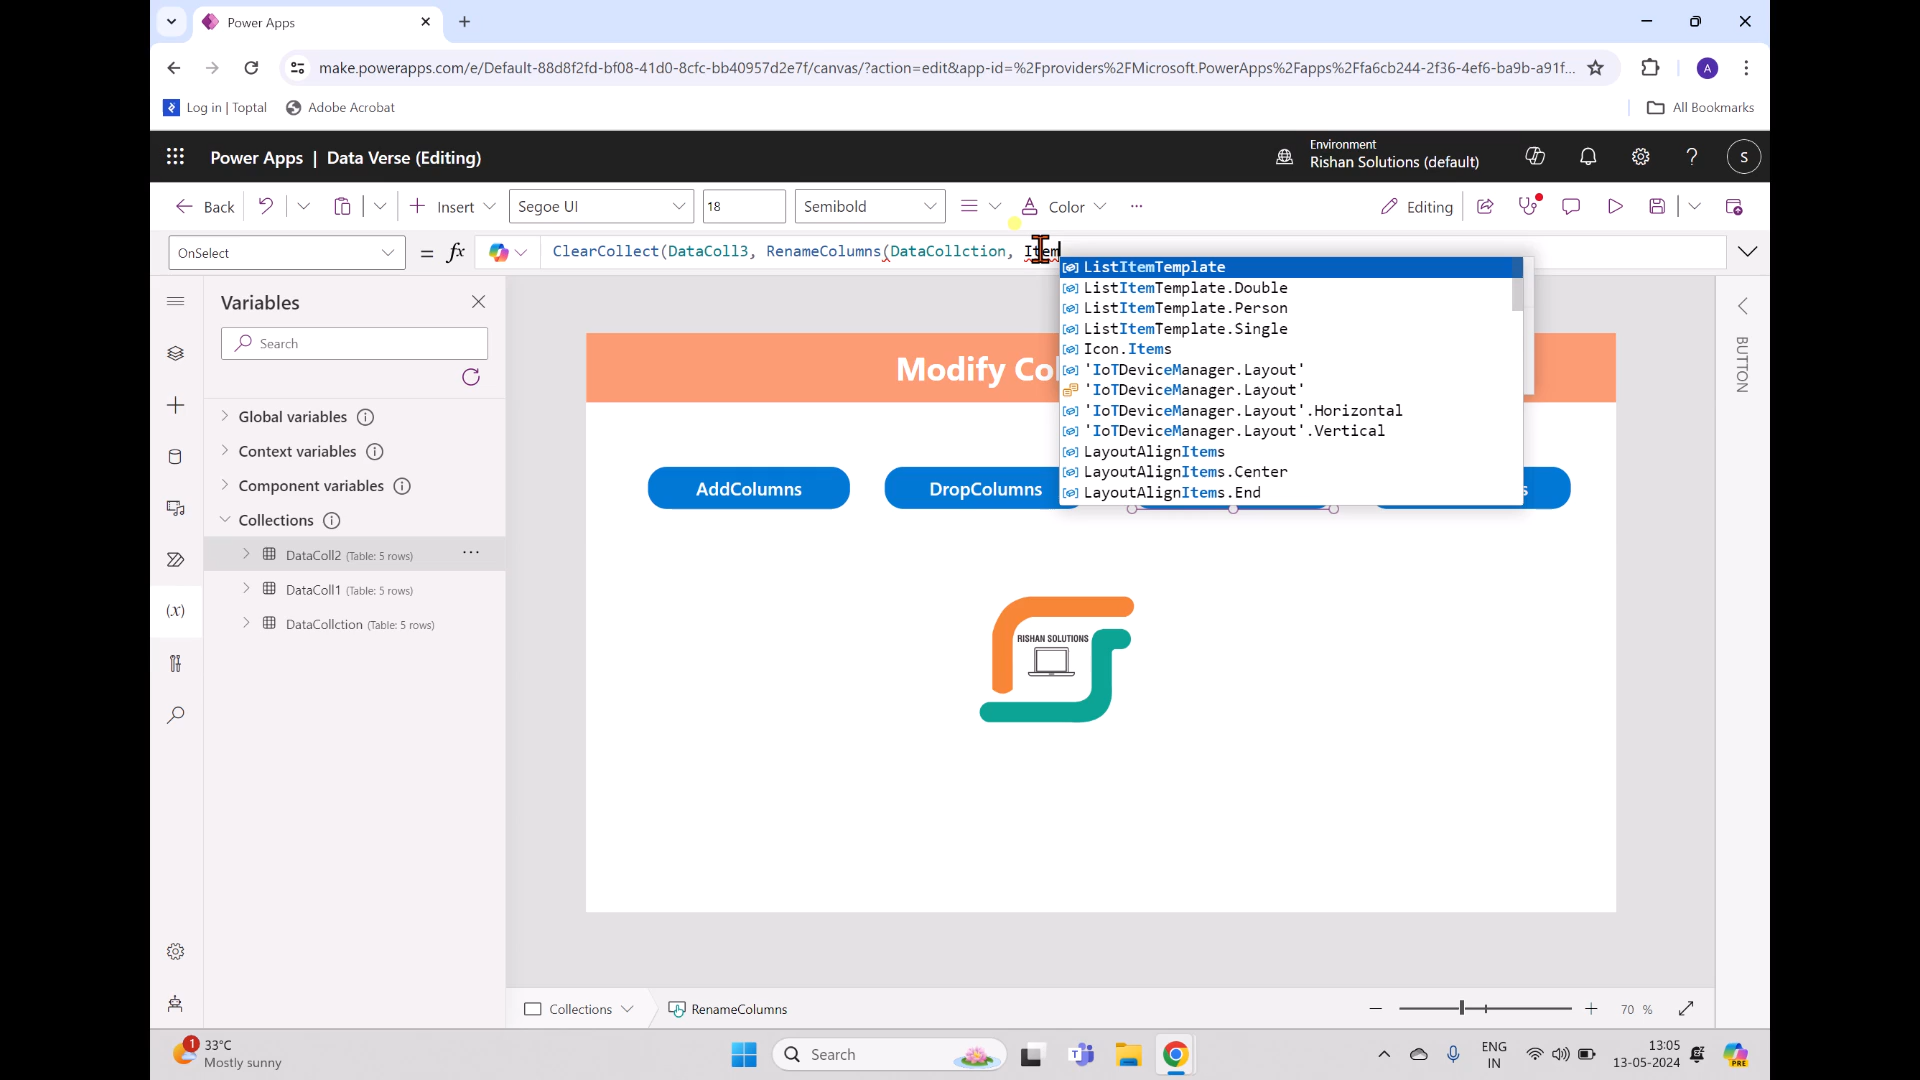 Power Apps
make.powerapps.com/e/Default-88d8f2fd-bf08-41d0-8cfc-bb40957d2e7f/canvas/?action=edit&app-id=%2Fproviders%2FMicrosoft.PowerApps%2Fapps%2Ffa6cb244-2f36-4ef6-ba9b-a91f...
A
Log in | Toptal
Adobe Acrobat
All Bookmarks
Power Apps | Data Verse (Editing)
Environment
Rishan Solutions (default)
S
Back
Insert
Segoe UI
18
Semibold
Color
Editing
OnSelect
= fx
ClearCollect(DataColl3, RenameColumns(DataCollction, Item
ListItemTemplate
ListItemTemplate.Double
ListItemTemplate.Person
ListItemTemplate.Single
Icon.Items
'IoTDeviceManager.Layout'
'IoTDeviceManager.Layout'
'IoTDeviceManager.Layout'.Horizontal
'IoTDeviceManager.Layout'.Vertical
LayoutAlignItems
LayoutAlignItems.Center
LayoutAlignItems.End
Variables
Search
Global variables
Context variables
Component variables
Collections
DataColl2 (Table: 5 rows)
DataColl1 (Table: 5 rows)
DataCollction (Table: 5 rows)
(x)
BUTTON
Modify Co
AddColumns
DropColumns
s
RISHAN SOLUTIONS
Collections
RenameColumns
70 %
1
33°C
Mostly sunny
Search
ENG
IN
13:05
13-05-2024
PRE